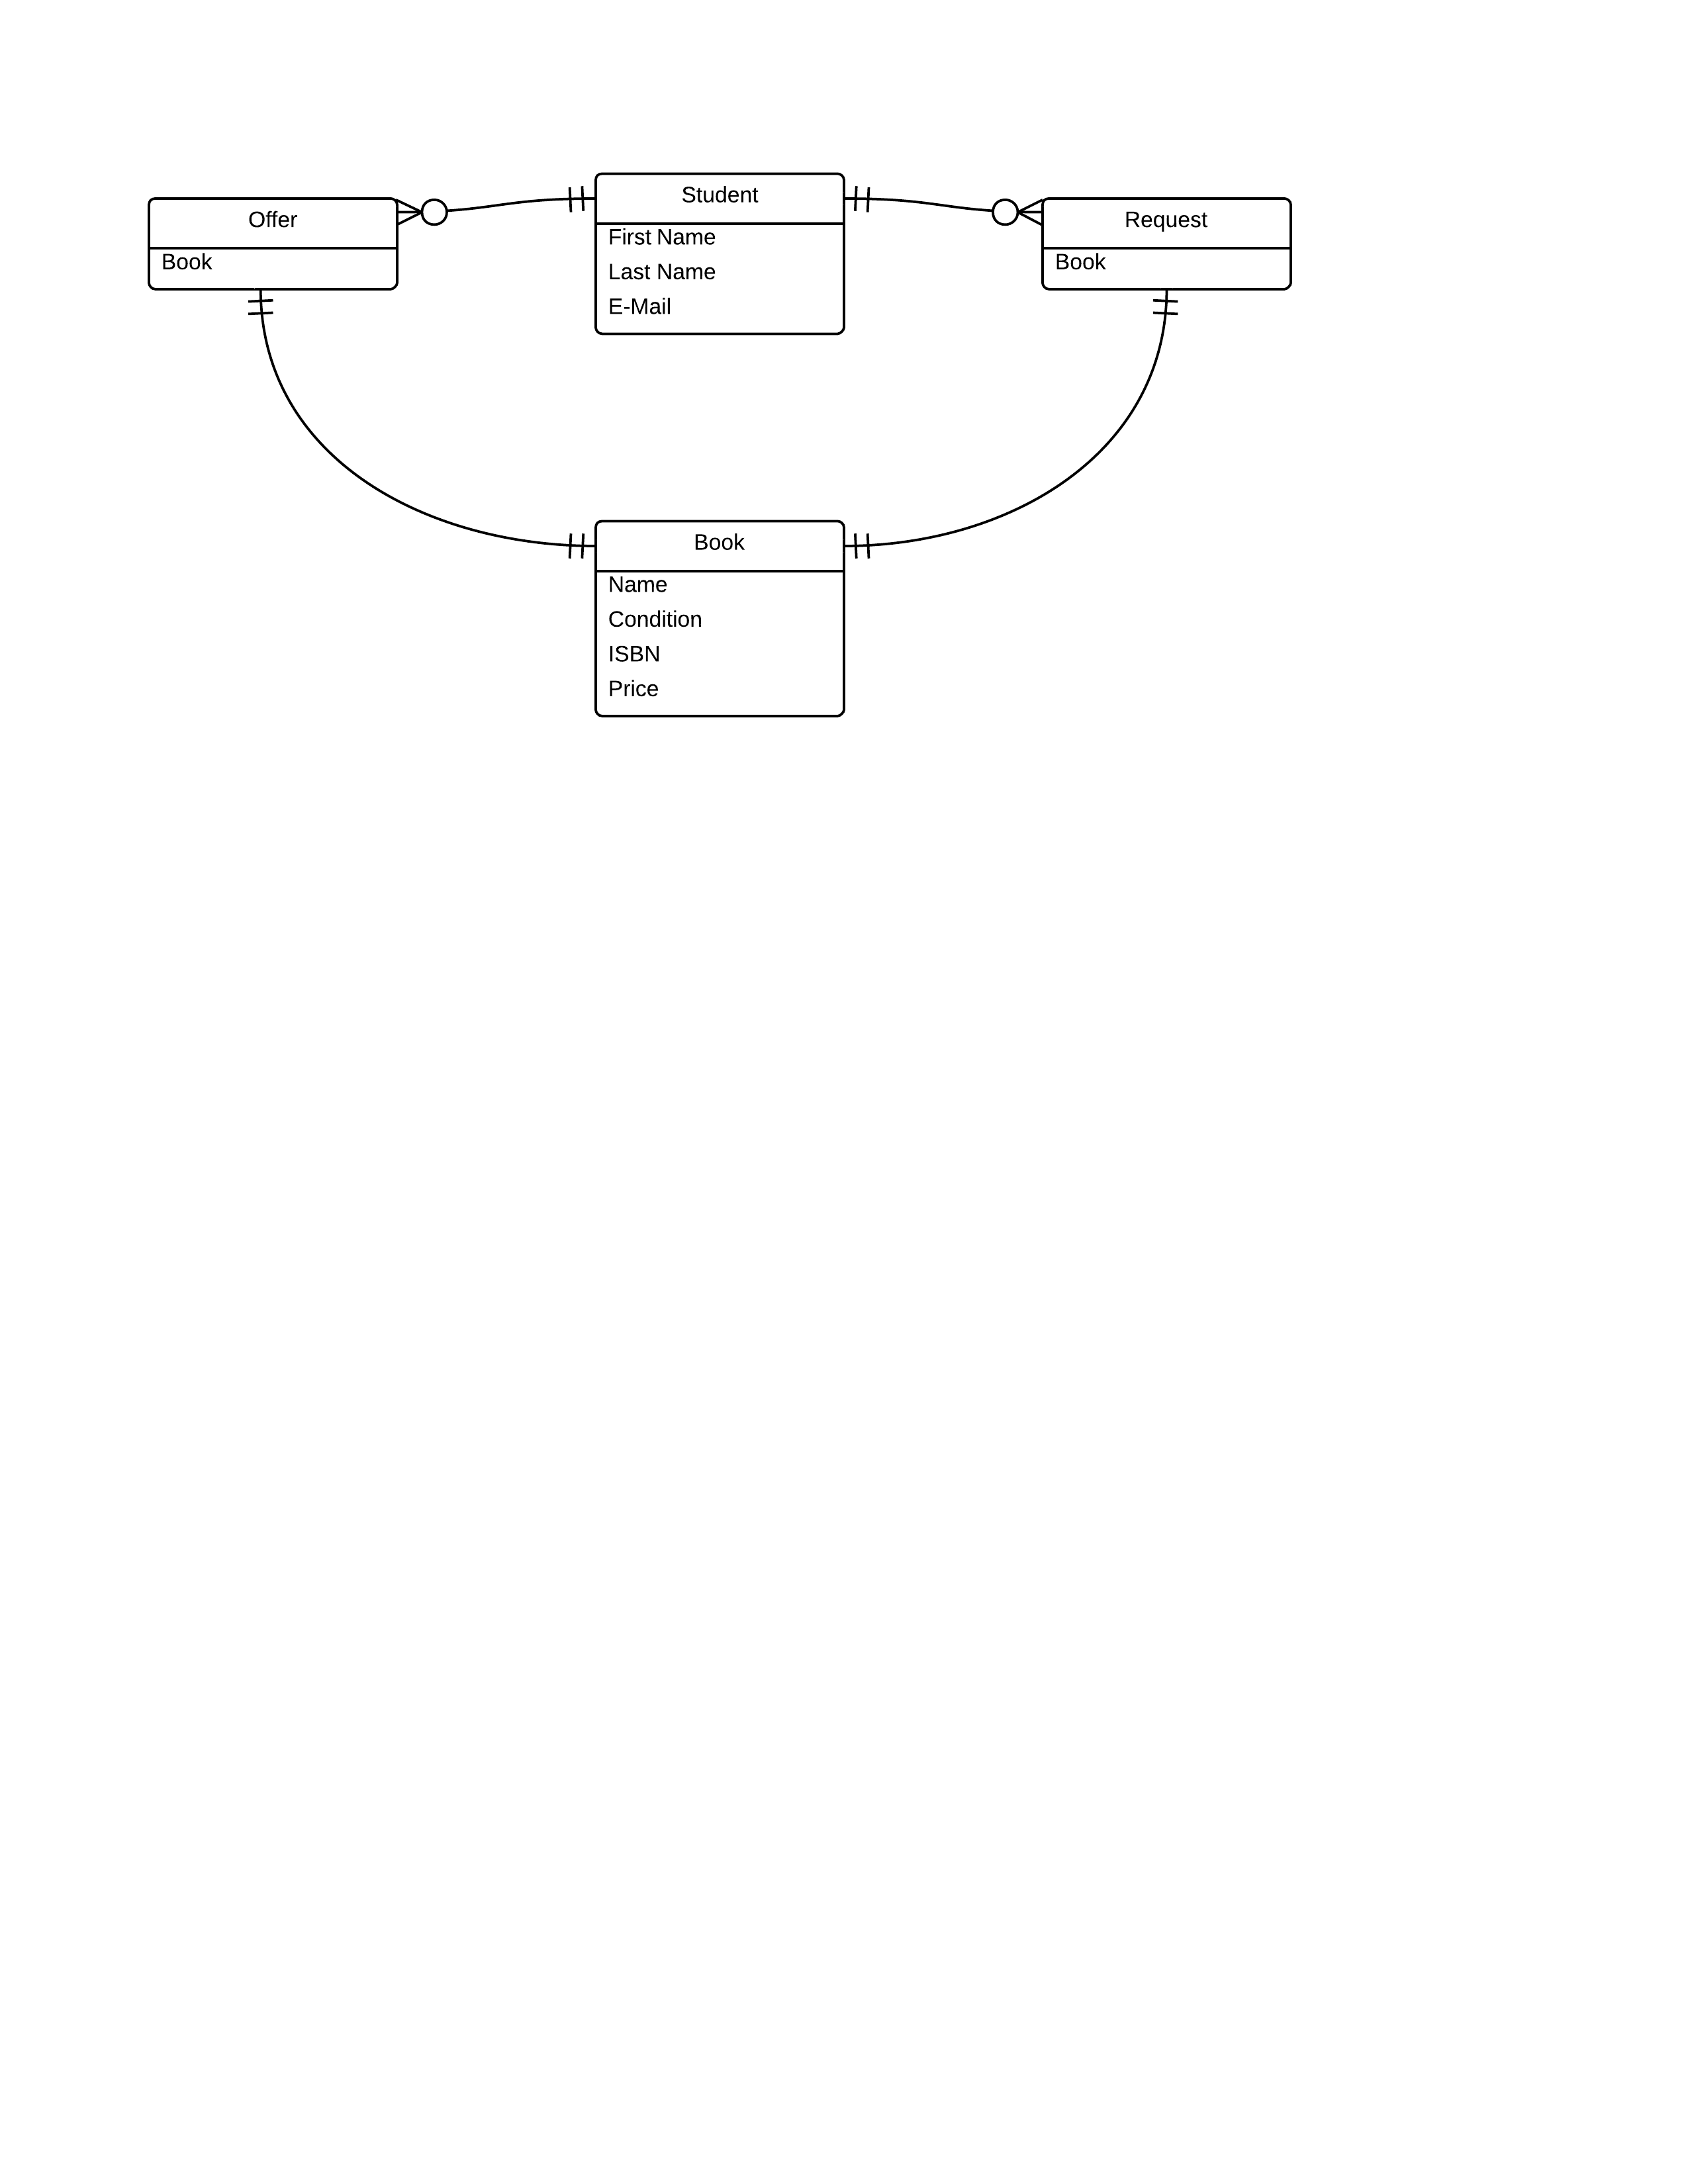 Offer
Book
Student
First Name
Last Name
E-Mail
Request
Book
Book
Name
Condition
ISBN
Price